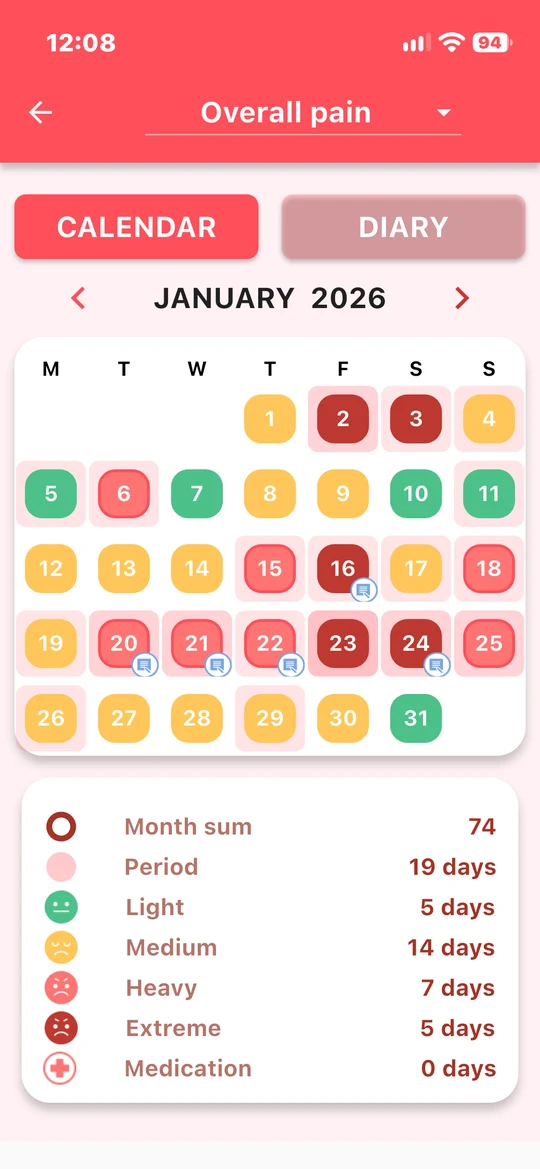 12:08 94
Overall pain
CALENDAR DIARY
JANUARY 2026
M T W T F S S
1 2 3 4
5 6 7 8 9 10 11
12 13 14 15 16 17 18
19 20 21 22 23 24 25
26 27 28 29 30 31
Month sum 74
Period 19 days
Light 5 days
Medium 14 days
Heavy 7 days
Extreme 5 days
Medication 0 days